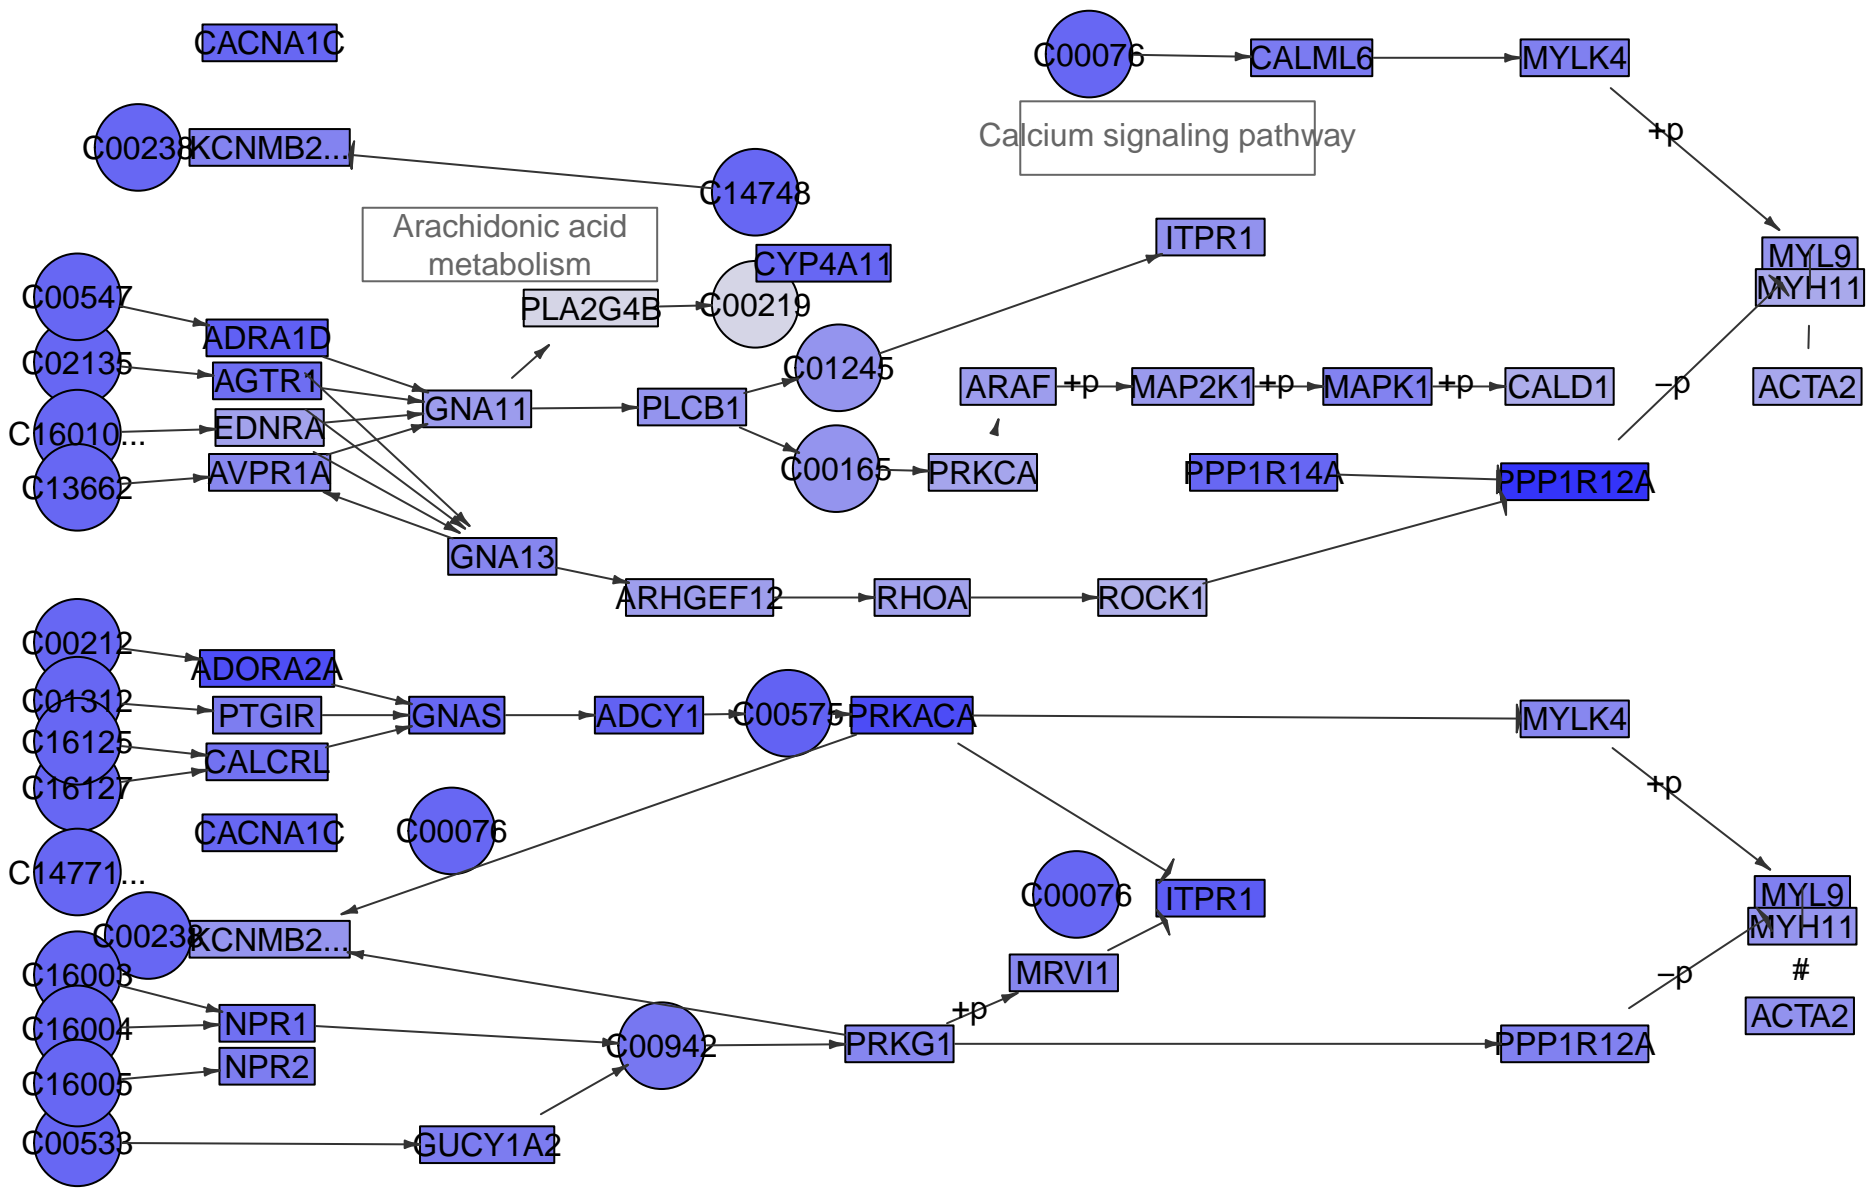 CACNA1C
C00076
CALML6
MYLK4
+p
Calcium signaling pathway
C00238
KCNMB2...
C14748
Arachidonic acid
metabolism
ITPR1
CYP4A11
MYL9
MYH11
C00547
PLA2G4B
C00219
ADRA1D
C02135
AGTR1
C01245
ARAF
+p
MAP2K1
+p
MAPK1
+p
CALD1
–p
ACTA2
C16010...
EDNRA
GNA11
PLCB1
C13662
AVPR1A
C00165
PRKCA
PPP1R14A
PPP1R12A
GNA13
ARHGEF12
RHOA
ROCK1
C00212
ADORA2A
C01312
PTGIR
GNAS
ADCY1
C00575
PRKACA
MYLK4
C16125
CALCRL
C16127
+p
CACNA1C
C00076
C14771...
C00076
ITPR1
MYL9
MYH11
C00238
KCNMB2...
C16003
MRVI1
–p
#
+p
C16004
NPR1
C00942
PRKG1
PPP1R12A
ACTA2
C16005
NPR2
C00533
GUCY1A2